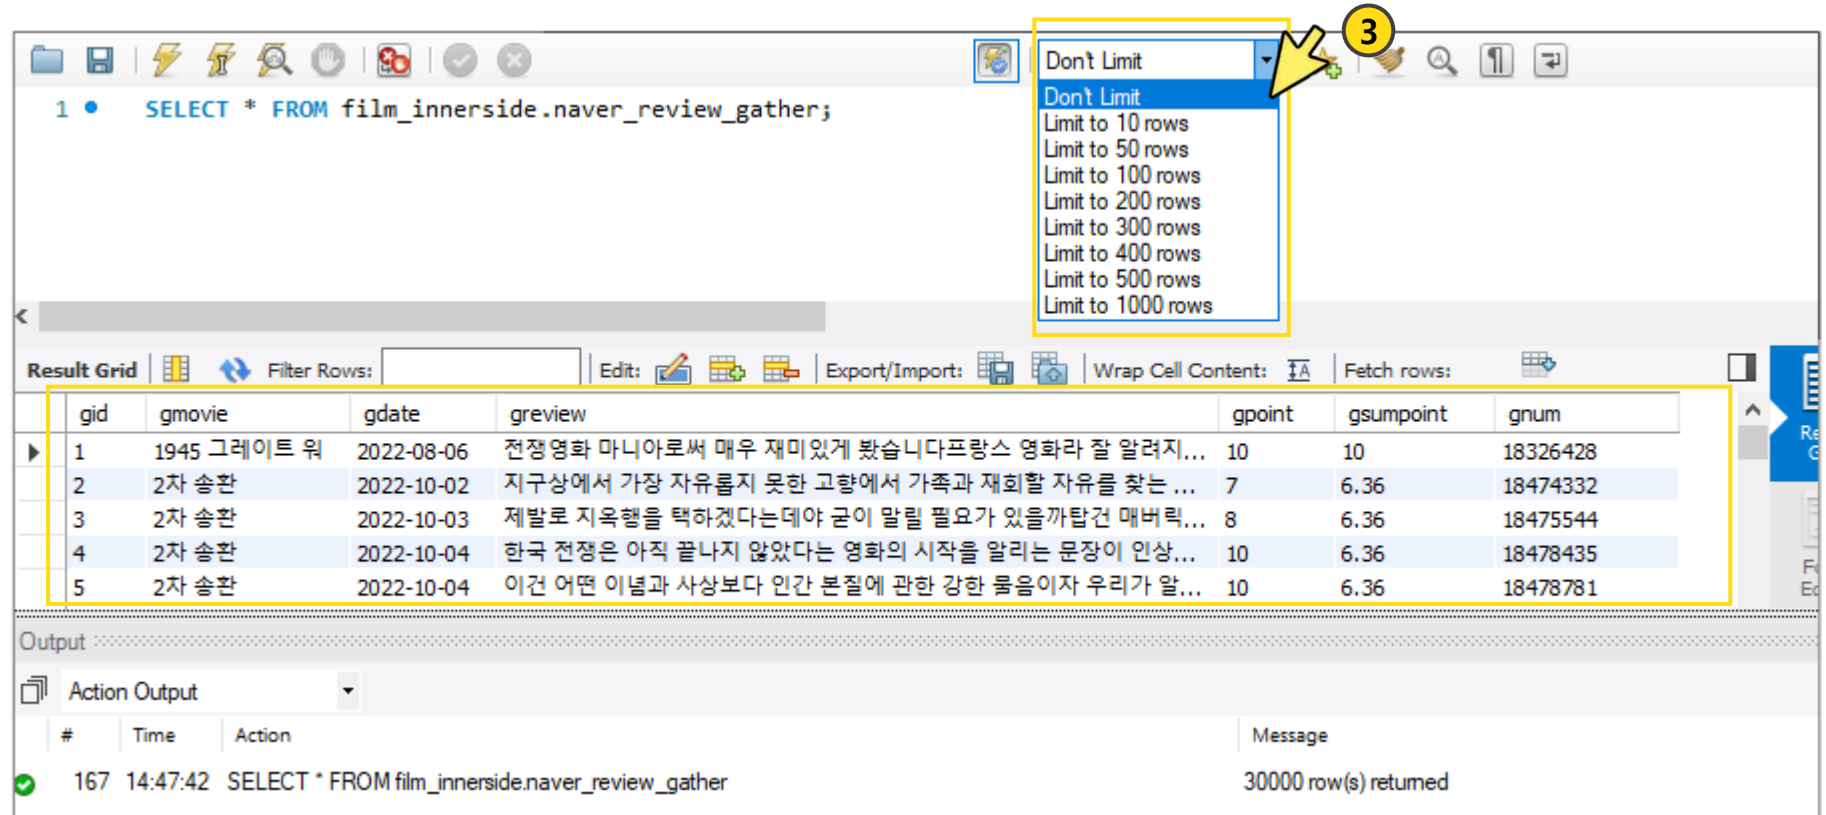 3
Don't Limit
1 SELECT * FROM film_innerside.naver_review_gather;
Don't Limit
Limit to 10 rows
Limit to 50 rows
Limit to 100 rows
Limit to 200 rows
Limit to 300 rows
Limit to 400 rows
Limit to 500 rows
Limit to 1000 rows
Result Grid Filter Rows: Edit: Export/Import: Wrap Cell Content: Fetch rows:
gid gmovie gdate greview gpoint gsumpoint gnum
1 1945 그레이트 워 2022-08-06 전쟁영화 마니아로써 매우 재미있게 봤습니다프랑스 영화라 잘 알려지... 10 10 18326428
2 2차 송환 2022-10-02 지구상에서 가장 자유롭지 못한 고향에서 가족과 재회할 자유를 찾는 ... 7 6.36 18474332
3 2차 송환 2022-10-03 제발로 지옥행을 택하겠다는데야 굳이 말릴 필요가 있을까탑건 매버릭... 8 6.36 18475544
4 2차 송환 2022-10-04 한국 전쟁은 아직 끝나지 않았다는 영화의 시작을 알리는 문장이 인상... 10 6.36 18478435
5 2차 송환 2022-10-04 이건 어떤 이념과 사상보다 인간 본질에 관한 강한 물음이자 우리가 알... 10 6.36 18478781
Output
Action Output
# Time Action Message
167 14:47:42 SELECT * FROM film_innerside.naver_review_gather 30000 row(s) returned